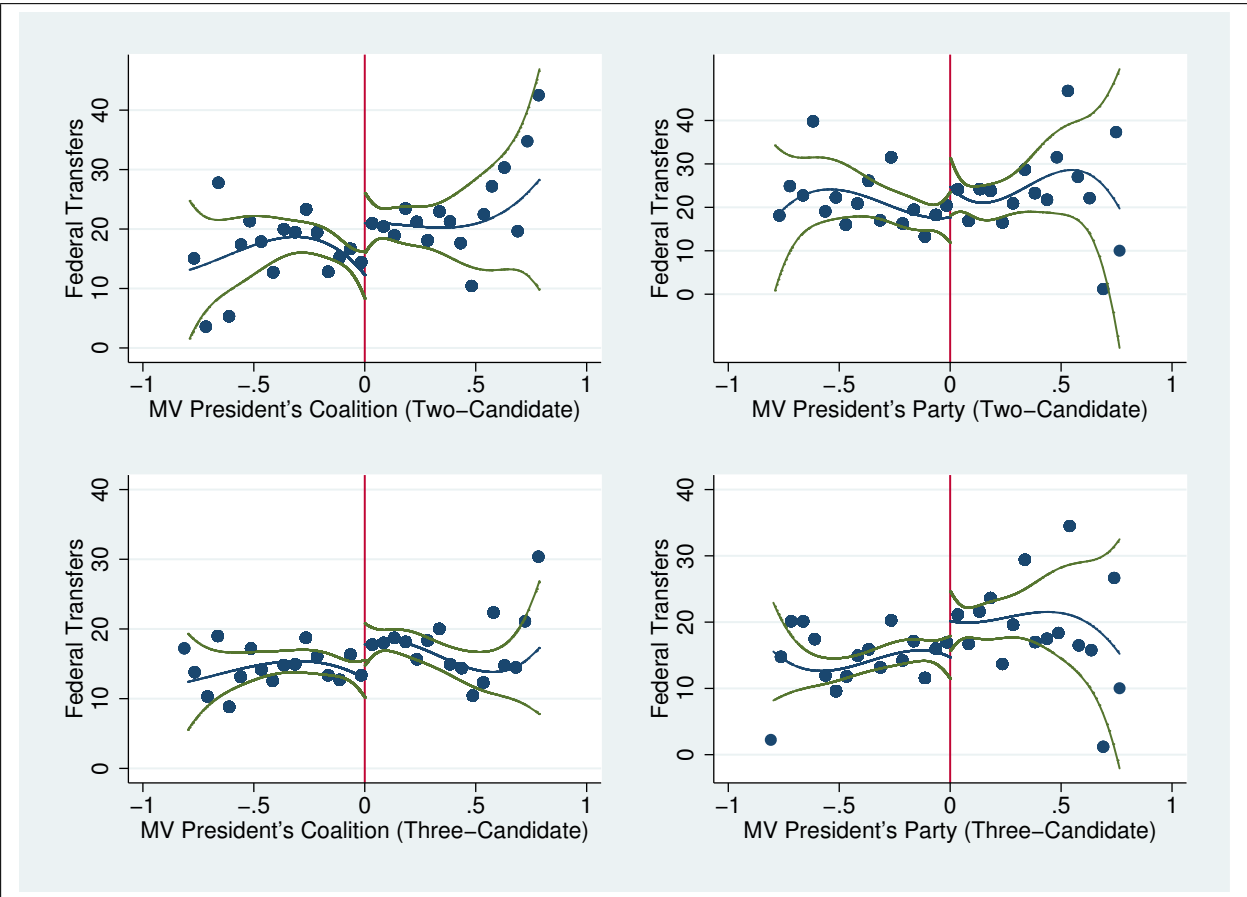 Federal Transfers
0 10 20 30 40
−1 −.5 0 .5 1
MV President's Coalition (Two−Candidate)
Federal Transfers
0 10 20 30 40
−1 −.5 0 .5 1
MV President's Party (Two−Candidate)
Federal Transfers
0 10 20 30 40
−1 −.5 0 .5 1
MV President's Coalition (Three−Candidate)
Federal Transfers
0 10 20 30 40
−1 −.5 0 .5 1
MV President's Party (Three−Candidate)